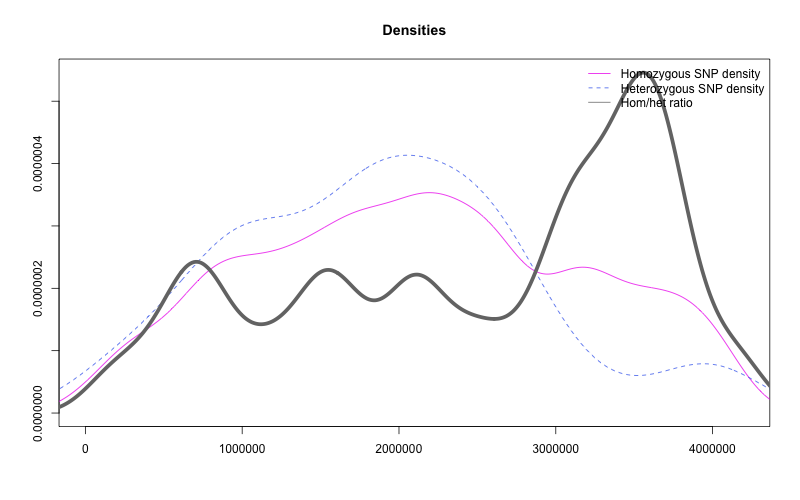 Densities
Homozygous SNP density
Heterozygous SNP density
Hom/het ratio
0.0000004
0.0000002
0.0000000
0
1000000
2000000
3000000
4000000